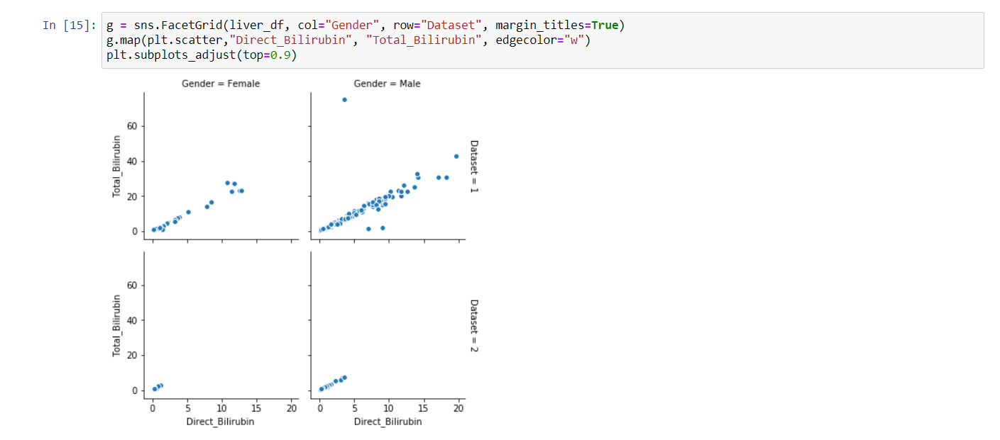 In [15]: g = sns.FacetGrid(liver_df, col="Gender", row="Dataset", margin_titles=True)
g.map(plt.scatter,"Direct_Bilirubin", "Total_Bilirubin", edgecolor="w")
plt.subplots_adjust(top=0.9)
Gender = Female
Gender = Male
60
40
20
0
Total_Bilirubin
Dataset = 1
60
40
20
0
Total_Bilirubin
Dataset = 2
0 5 10 15 20
0 5 10 15 20
Direct_Bilirubin
Direct_Bilirubin